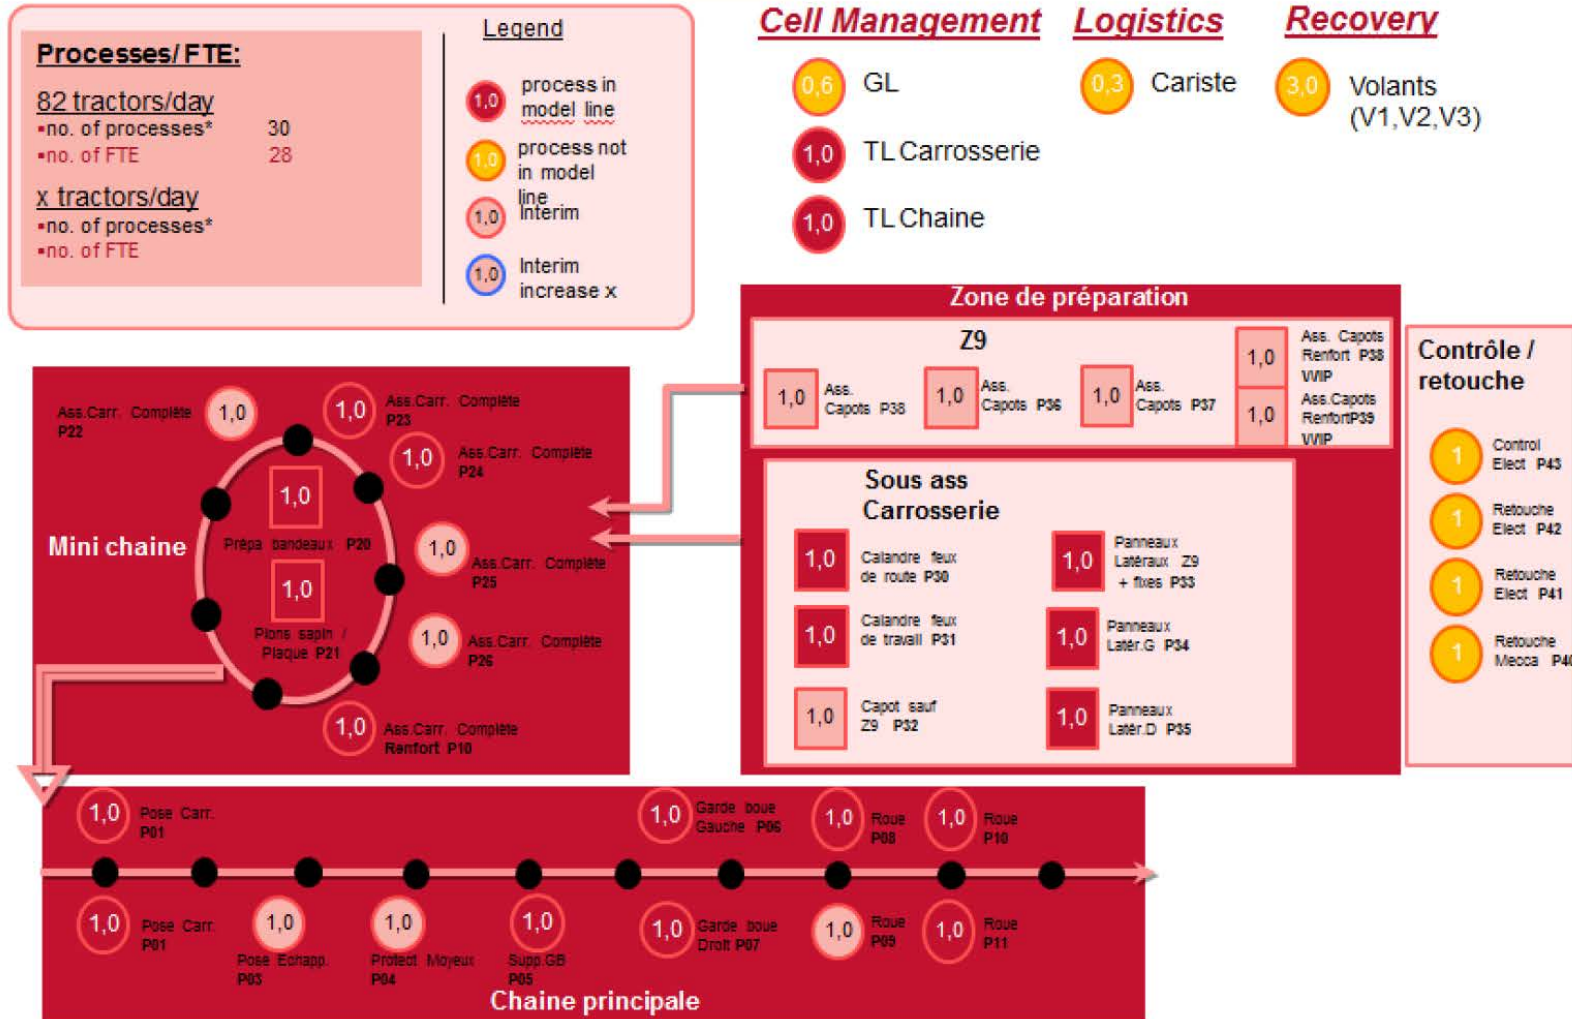 Processes/ FTE:
82 tractors/day
▪no. of processes* 30
▪no. of FTE 28
x tractors/day
▪no. of processes*
▪no. of FTE
Legend
1,0 process in
model line
1,0 process not
in model
line
1,0 Interim
1,0 Interim
increase x
Cell Management
0,6 GL
1,0 TL Carrosserie
1,0 TL Chaine
Logistics
0,3 Cariste
Recovery
3,0 Volants
(V1,V2,V3)
Mini chaine
Ass.Carr. Complète
P22
1,0
1,0
Ass.Carr. Complète
P23
1,0
Ass.Carr. Complète
P24
1,0
Prépa bandeaux P20
1,0
Pions sapin /
Plaque P21
1,0
Ass.Carr. Complète
P25
1,0
Ass.Carr. Complète
P26
1,0
Ass.Carr. Complète
Renfort P10
Zone de préparation
Z9
1,0
Ass.
Capots P38
1,0
Ass.
Capots P36
1,0
Ass.
Capots P37
1,0
Ass. Capots
Renfort P38
WIP
1,0
Ass.Capots
RenfortP39
WIP
Sous ass
Carrosserie
1,0
Calandre feux
de route P30
1,0
Panneaux
Latéraux Z9
+ fixes P33
1,0
Calandre feux
de travail P31
1,0
Panneaux
Latér.G P34
1,0
Capot sauf
Z9 P32
1,0
Panneaux
Latér.D P35
Contrôle /
retouche
1
Control
Elect P43
1
Retouche
Elect P42
1
Retouche
Elect P41
1
Retouche
Mecca P40
1,0
Pose Carr.
P01
1,0
Garde boue
Gauche P06
1,0
Roue
P08
1,0
Roue
P10
1,0
Pose Carr.
P01
1,0
Pose Echapp.
P03
1,0
Protect Moyeux
P04
1,0
Supp.GB
P05
1,0
Garde boue
Droit P07
1,0
Roue
P09
1,0
Roue
P11
Chaine principale